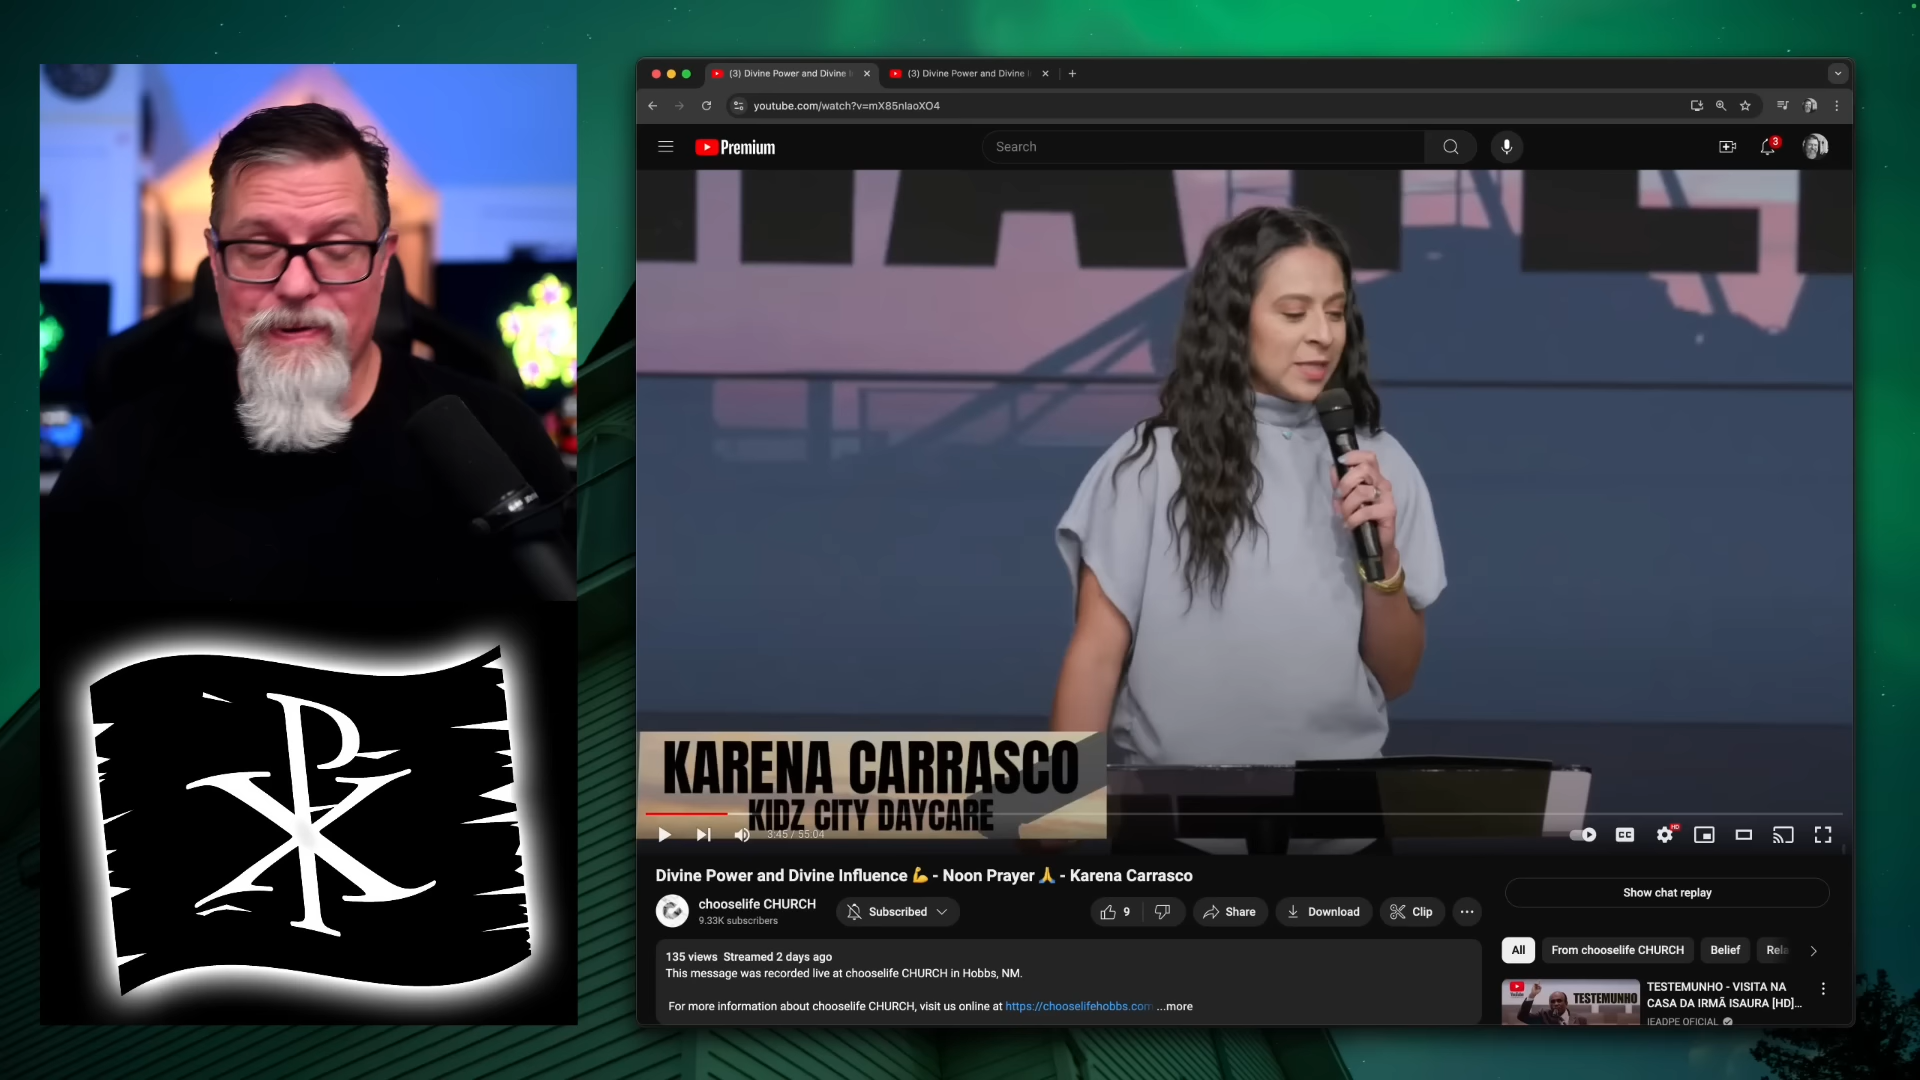 (3) Divine Power and Divine I
(3) Divine Power and Divine I
youtube.com/watch?v=mX85nIaoXO4
Premium
Search
3
KARENA CARRASCO
KIDZ CITY DAYCARE
3:45 / 55:04
CC
HD
Divine Power and Divine Influence 💪 - Noon Prayer 🙏 - Karena Carrasco
chooselife CHURCH
9.33K subscribers
Subscribed
9
Share
Download
Clip
Show chat replay
135 views Streamed 2 days ago
This message was recorded live at chooselife CHURCH in Hobbs, NM.
For more information about chooselife CHURCH, visit us online at https://chooselifehobbs.com ...more
All
From chooselife CHURCH
Belief
Rela
TESTEMUNHO
TESTEMUNHO - VISITA NA
CASA DA IRMÃ ISAURA [HD]...
IEADPE OFICIAL